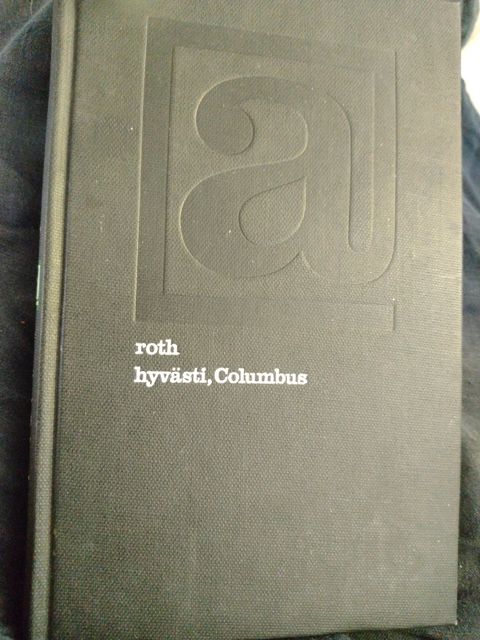 a
roth
hyvästi, Columbus